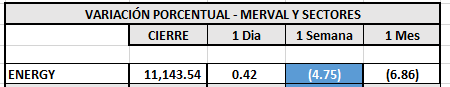 VARIACIÓN PORCENTUAL - MERVAL Y SECTORES
CIERRE 1 Dia 1 Semana 1 Mes
ENERGY 11,143.54 0.42 (4.75) (6.86)